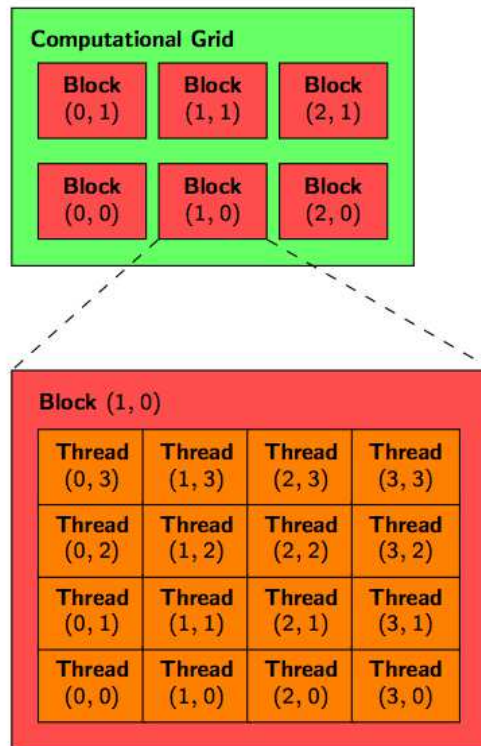 Computational Grid
Block Block Block
(0, 1) (1, 1) (2, 1)
Block Block Block
(0, 0) (1, 0) (2, 0)
Block (1, 0)
Thread Thread Thread Thread
(0, 3) (1, 3) (2, 3) (3, 3)
Thread Thread Thread Thread
(0, 2) (1, 2) (2, 2) (3, 2)
Thread Thread Thread Thread
(0, 1) (1, 1) (2, 1) (3, 1)
Thread Thread Thread Thread
(0, 0) (1, 0) (2, 0) (3, 0)